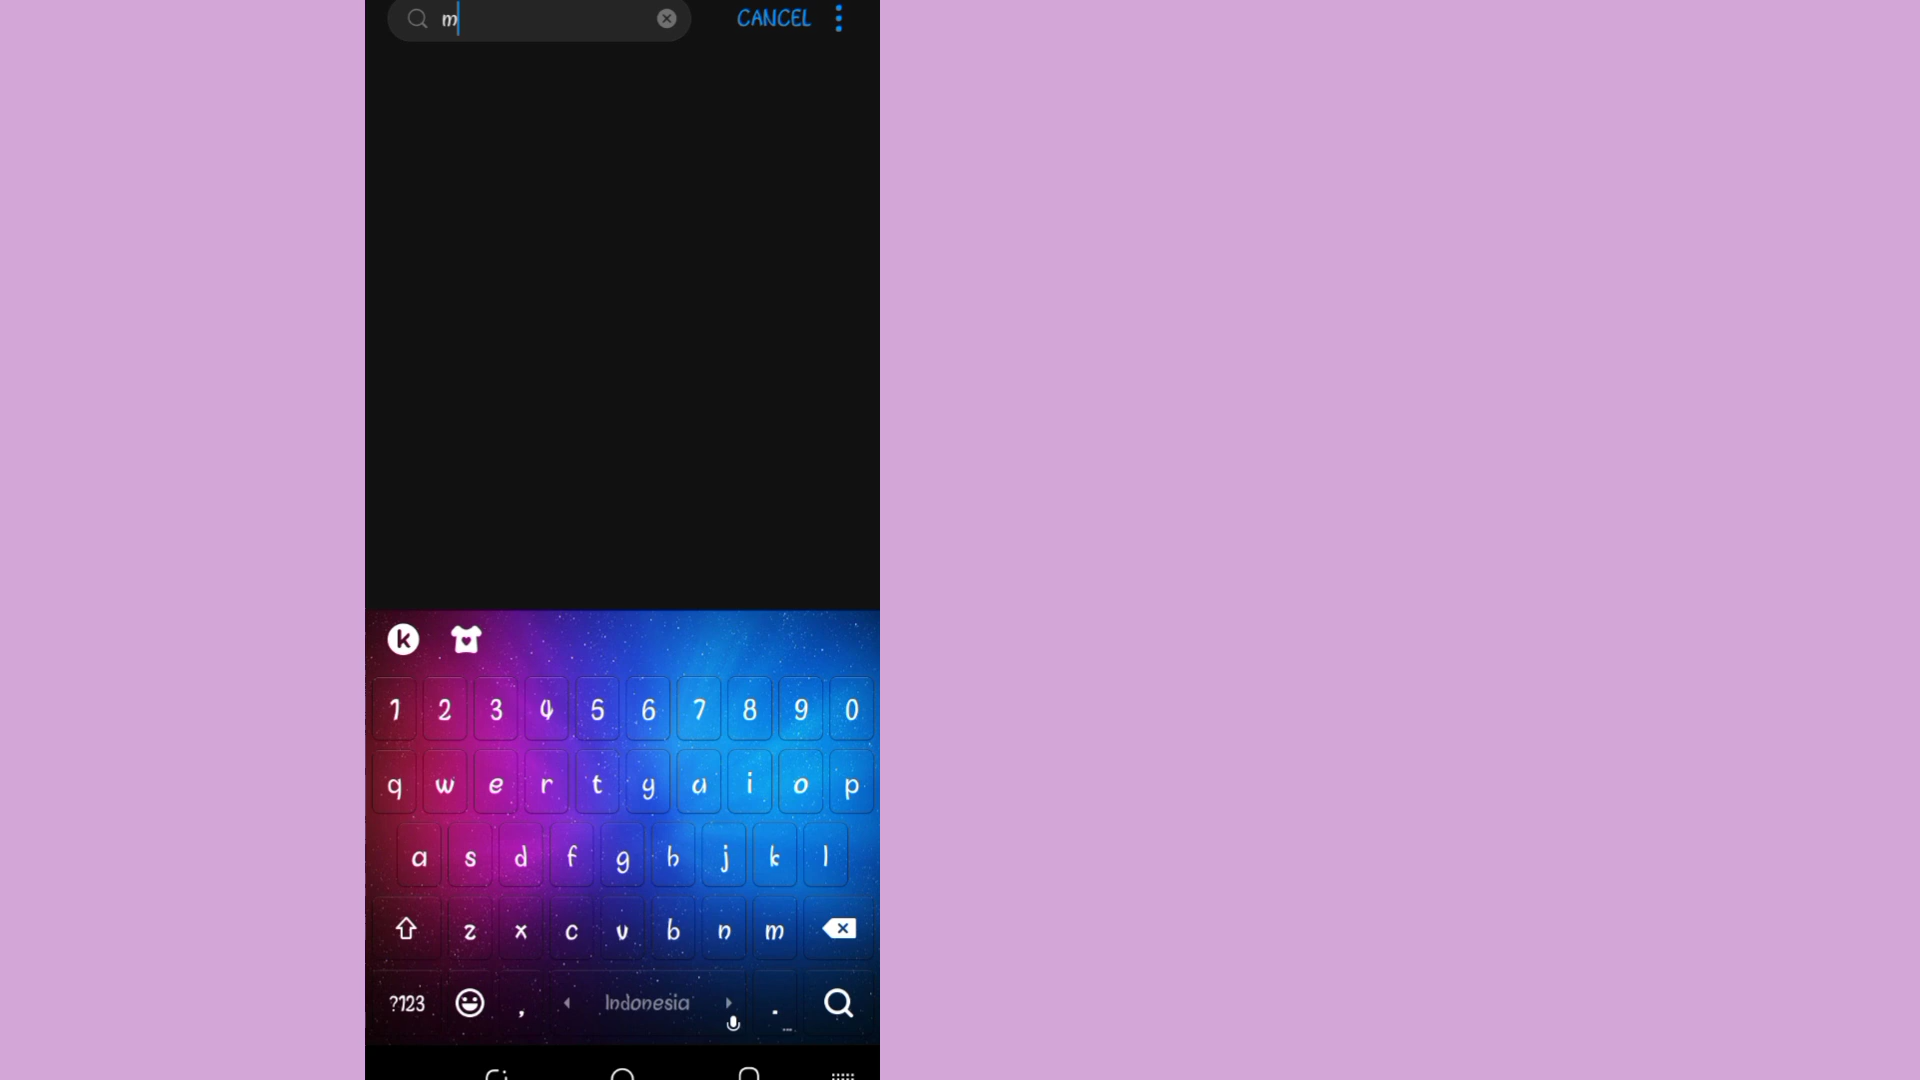 m CANCEL
k
1 2 3 4 5 6 7 8 9 0
q w e r t y u i o p
a s d f g h j k l
z x c v b n m
?123 , Indonesia .